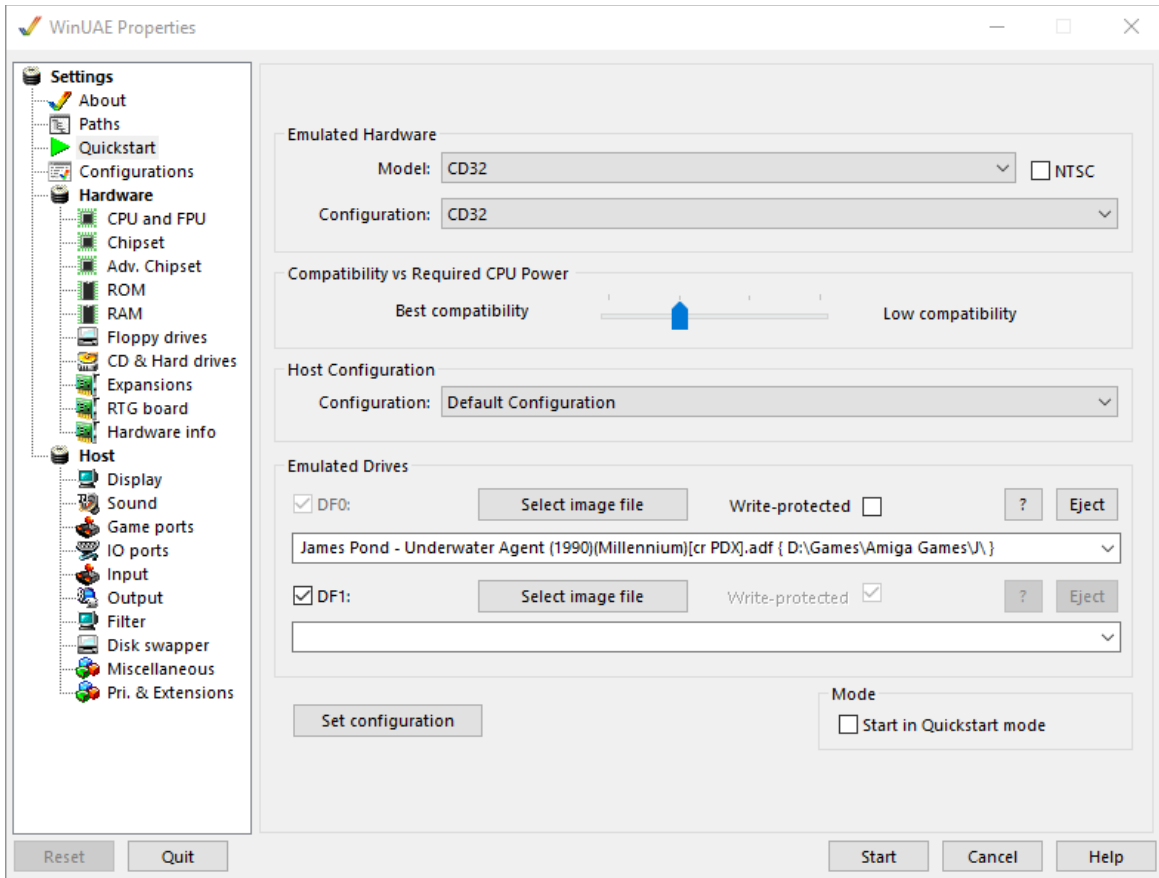 WinUAE Properties
Settings
About
Paths
Quickstart
Configurations
Hardware
CPU and FPU
Chipset
Adv. Chipset
ROM
RAM
Floppy drives
CD & Hard drives
Expansions
RTG board
Hardware info
Host
Display
Sound
Game ports
IO ports
Input
Output
Filter
Disk swapper
Miscellaneous
Pri. & Extensions
Emulated Hardware
Model: CD32 NTSC
Configuration: CD32
Compatibility vs Required CPU Power
Best compatibility Low compatibility
Host Configuration
Configuration: Default Configuration
Emulated Drives
DF0: Select image file Write-protected ? Eject
James Pond - Underwater Agent (1990)(Millennium)[cr PDX].adf { D:\Games\Amiga Games\J\ }
DF1: Select image file Write-protected ? Eject
Set configuration
Mode
Start in Quickstart mode
Reset Quit Start Cancel Help